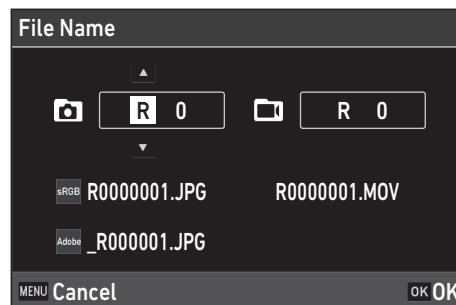 File Name
R 0 R 0
sRGB R0000001.JPG R0000001.MOV
Adobe _R000001.JPG
MENU Cancel OK OK